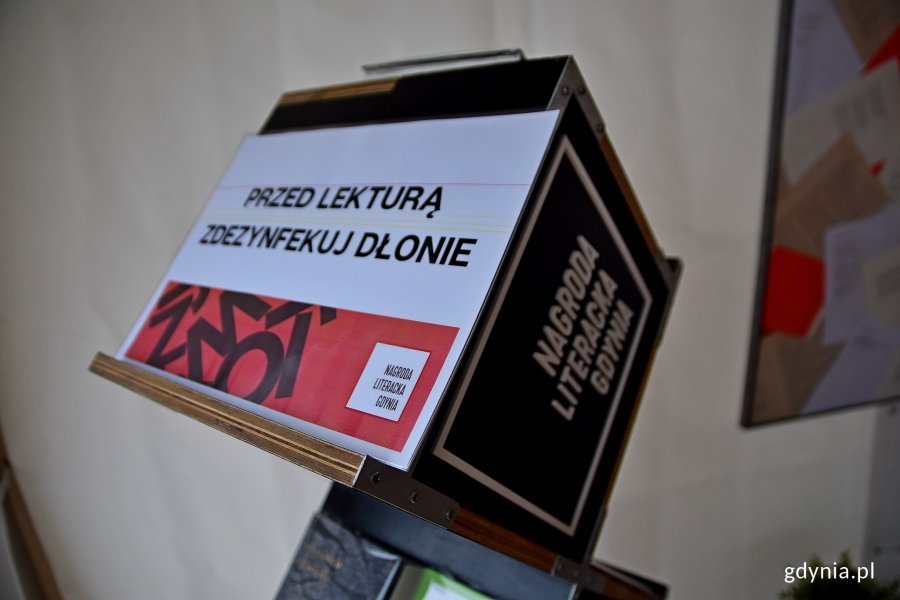 PRZED LEKTURĄ
ZDEZYNFEKUJ DŁONIE
NAGRODA
LITERACKA
GDYNIA
NAGRODA
LITERACKA
GDYNIA
gdynia.pl